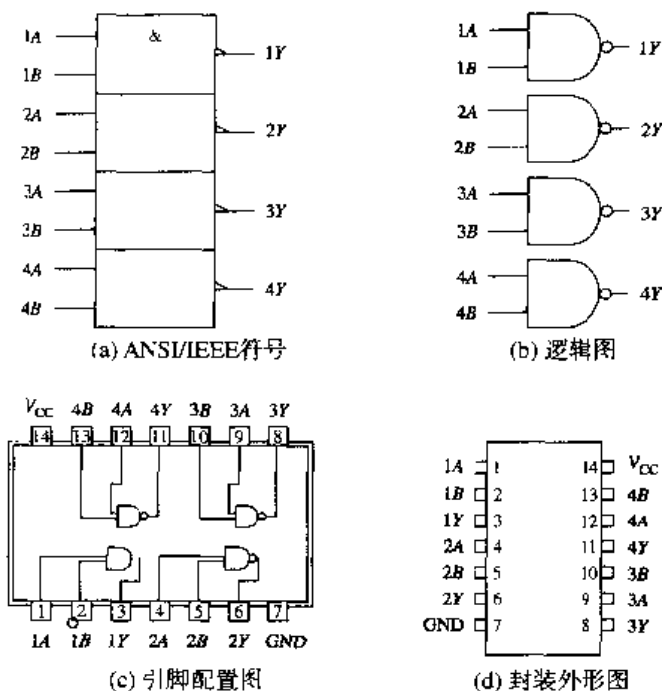 1A & 1Y
1B
2A 2Y
2B
3A 3Y
3B
4A 4Y
4B
(a) ANSI/IEEE符号
1A 1Y
1B
2A 2Y
2B
3A 3Y
3B
4A 4Y
4B
(b) 逻辑图
VCC 4B 4A 4Y 3B 3A 3Y
14 13 12 11 10 9 8
1 2 3 4 5 6 7
1A 1B 1Y 2A 2B 2Y GND
(c) 引脚配置图
1A 1 14 VCC
1B 2 13 4B
1Y 3 12 4A
2A 4 11 4Y
2B 5 10 3B
2Y 6 9 3A
GND 7 8 3Y
(d) 封装外形图